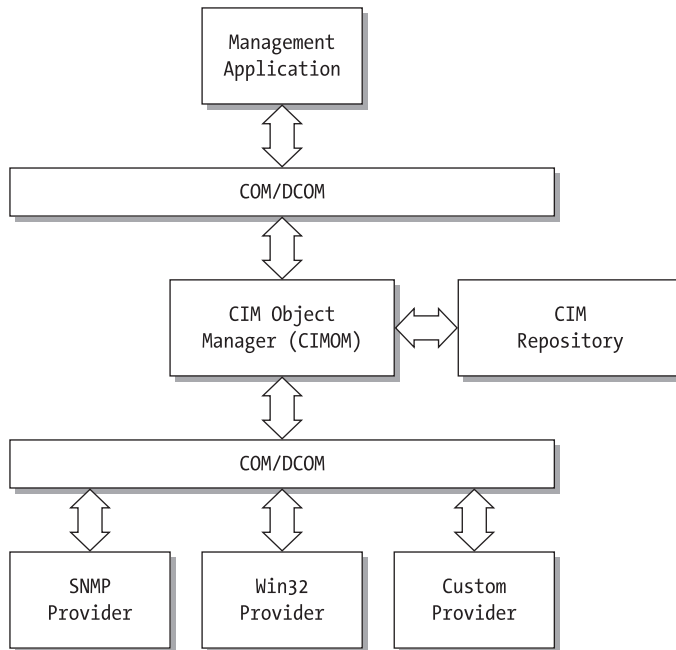 Management
Application
COM/DCOM
CIM Object
Manager (CIMOM)
CIM
Repository
COM/DCOM
SNMP
Provider
Win32
Provider
Custom
Provider